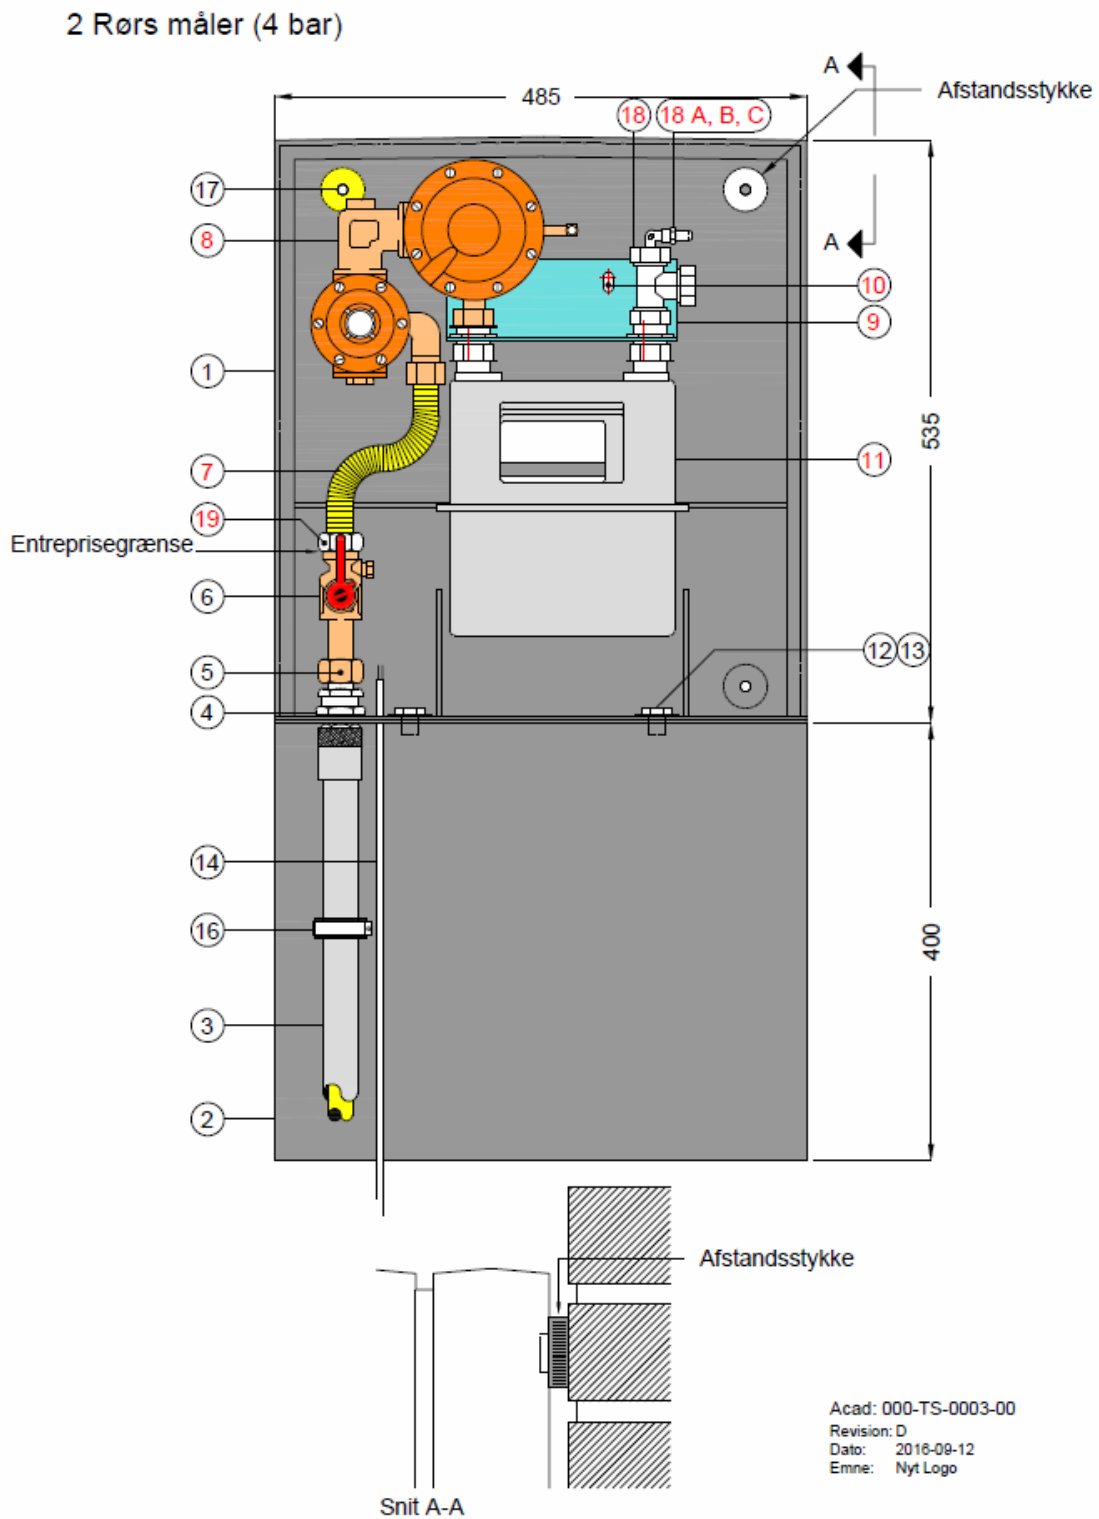 2 Rørs måler (4 bar)
A
485
Afstandsstykke
18
18 A, B, C
17
8
A
10
9
1
535
7
11
19
Entreprisegrænse
6
12
13
5
4
14
16
400
3
2
Afstandsstykke
Acad: 000-TS-0003-00
Revision: D
Dato: 2016-09-12
Emne: Nyt Logo
Snit A-A